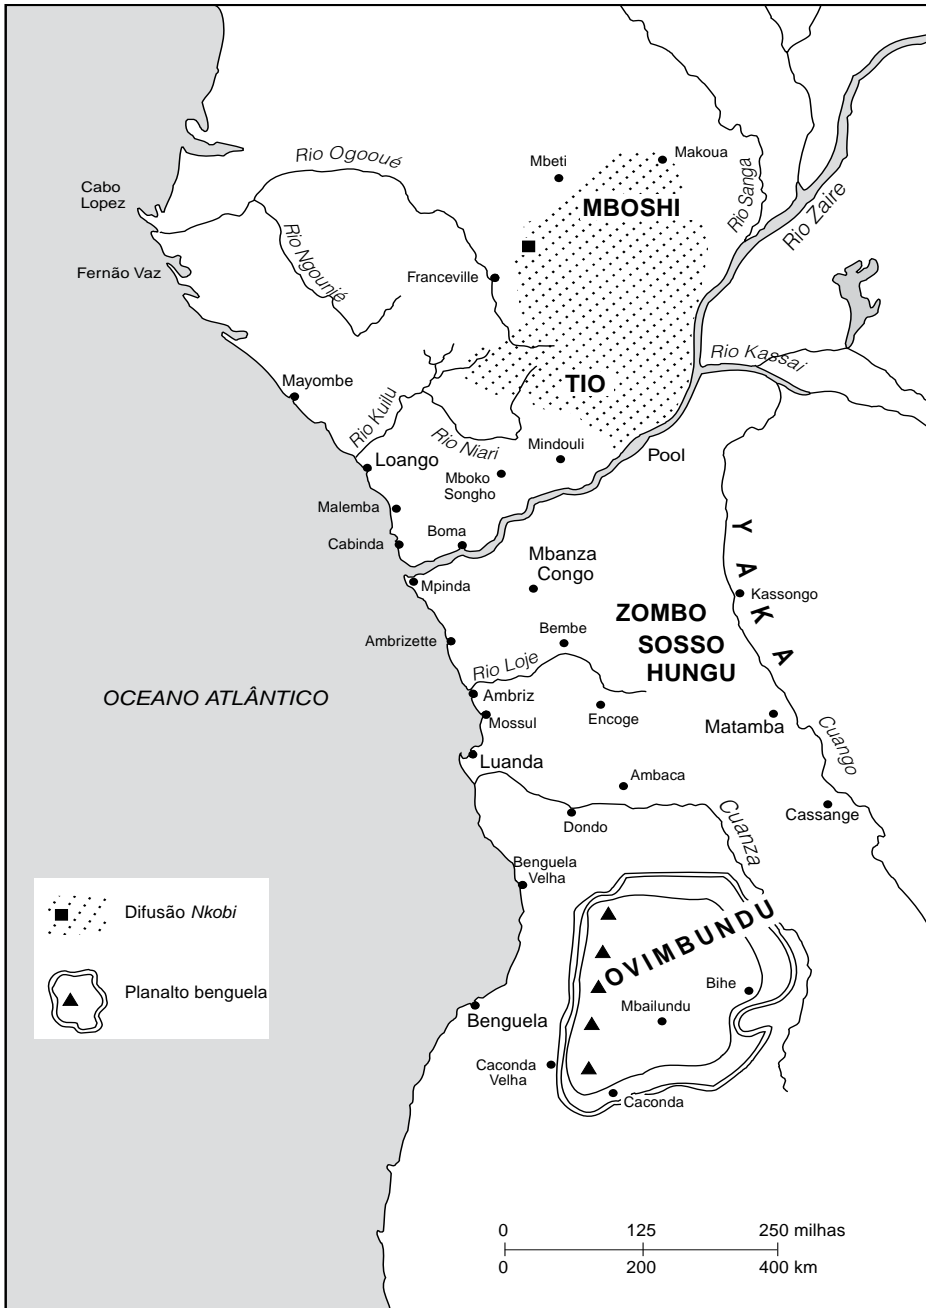 Rio Ogooué
Mbeti
Makoua
Cabo
Lopez
MBOSHI
Rio Sanga
Rio Zaire
Rio Ngounjé
Fernão Vaz
Franceville
Rio Kassai
Mayombe
TIO
Rio Kuilu
Rio Niari
Mindouli
Pool
Loango
Mboko
Songho
Malemba
Boma
Cabinda
YAKA
Mbanza
Congo
Mpinda
Kassongo
ZOMBO
SOSSO
HUNGU
Ambrizette
Bembe
Rio Loje
OCEANO ATLÂNTICO
Ambriz
Mossul
Encoge
Matamba
Cuango
Luanda
Ambaca
Cassange
Dondo
Cuanza
Benguela
Velha
OVIMBUNDU
Difusão Nkobi
Planalto benguela
Bihe
Mbailundu
Benguela
Caconda
Velha
Caconda
0 125 250 milhas
0 200 400 km